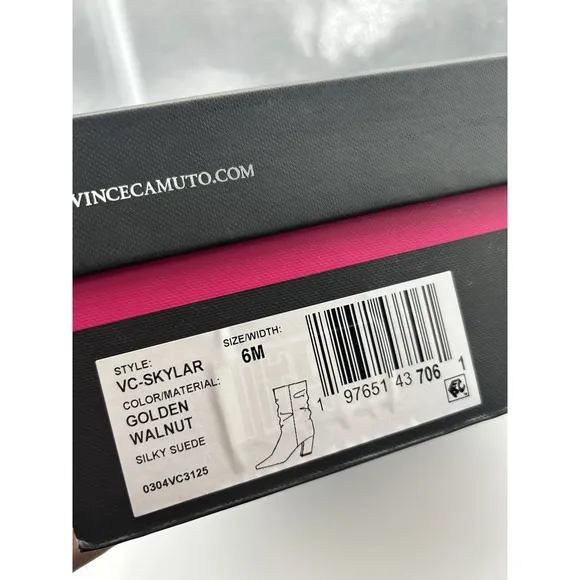 VINCECAMUTO.COM
STYLE:
VC-SKYLAR
SIZE/WIDTH:
6M
COLOR/MATERIAL:
GOLDEN
WALNUT
SILKY SUEDE
0304VC3125
1 97651 43 706 1